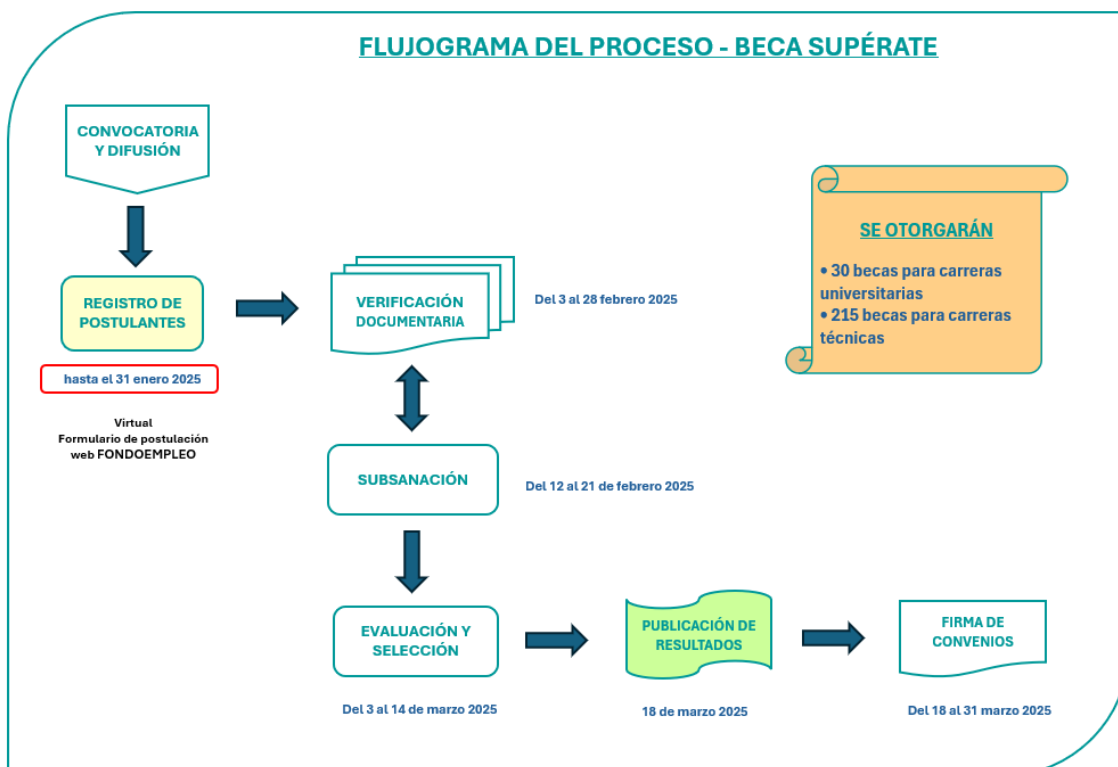 FLUJOGRAMA DEL PROCESO - BECA SUPÉRATE
CONVOCATORIA
Y DIFUSIÓN
SE OTORGARÁN
• 30 becas para carreras
universitarias
• 215 becas para carreras
técnicas
REGISTRO DE
POSTULANTES
VERIFICACIÓN
DOCUMENTARIA
Del 3 al 28 febrero 2025
hasta el 31 enero 2025
Virtual
Formulario de postulación
web FONDOEMPLEO
SUBSANACIÓN
Del 12 al 21 de febrero 2025
EVALUACIÓN Y
SELECCIÓN
PUBLICACIÓN DE
RESULTADOS
FIRMA DE
CONVENIOS
Del 3 al 14 de marzo 2025
18 de marzo 2025
Del 18 al 31 marzo 2025